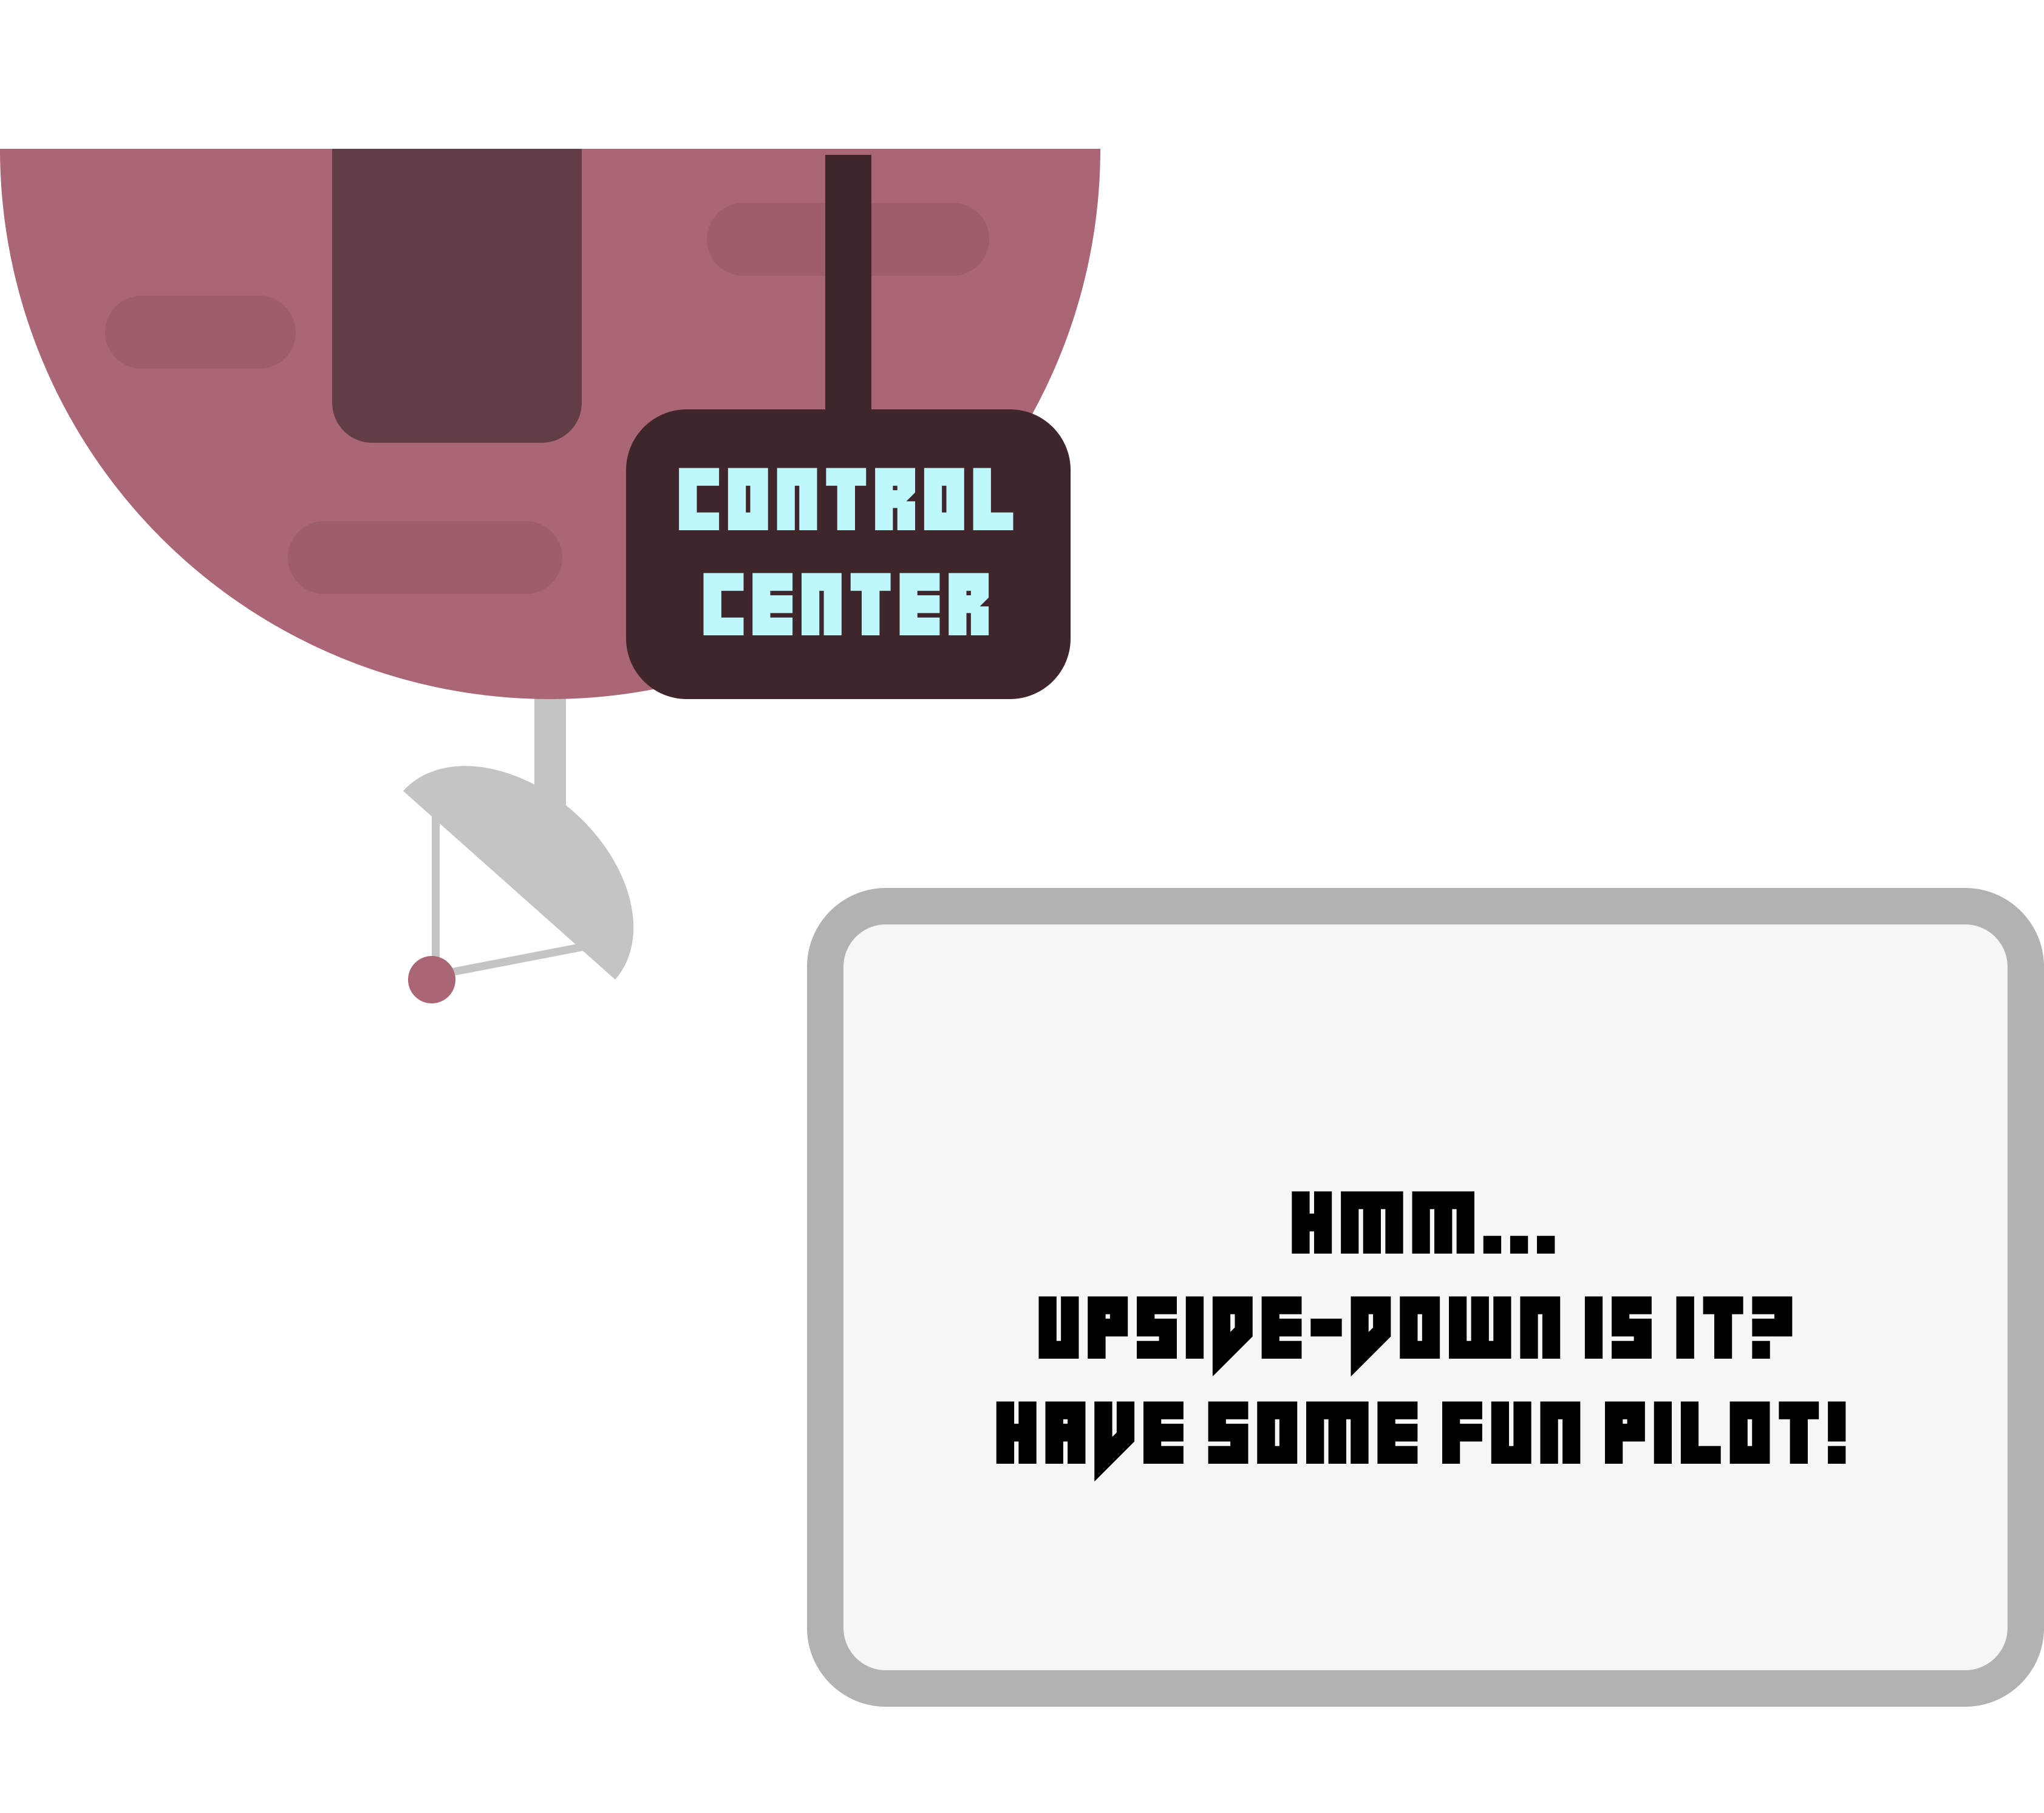 CONTROL
CENTER
HMM...
UPSIDE-DOWN IS IT?
HAVE SOME FUN PILOT!